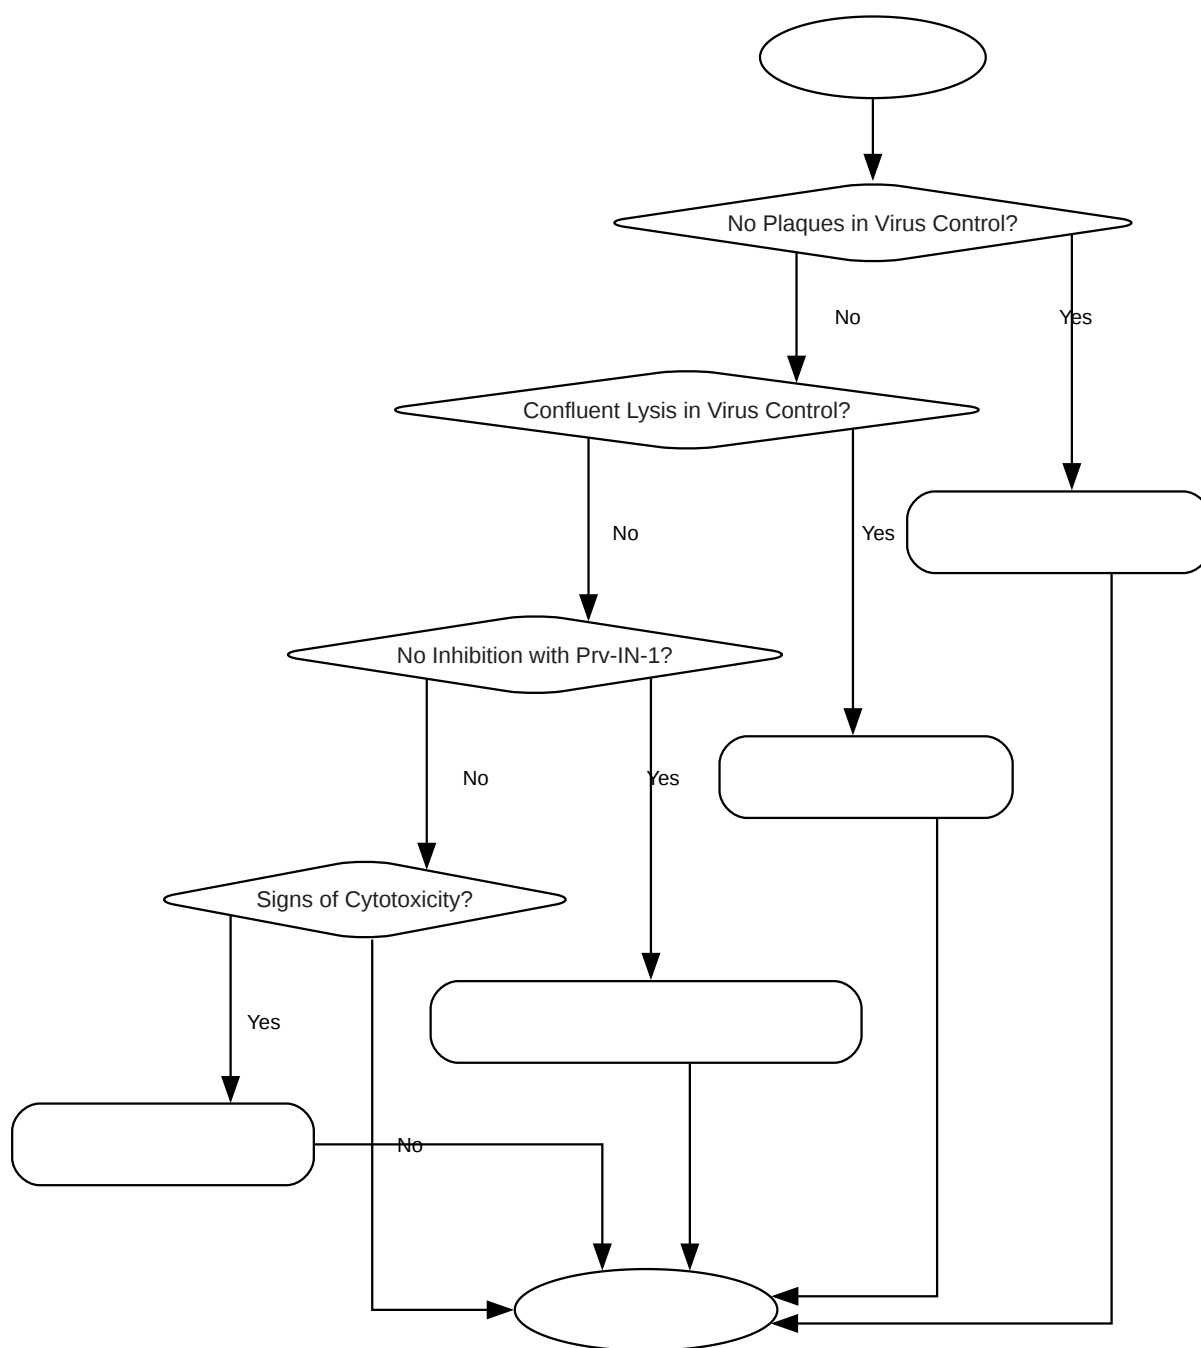 No Plaques in Virus Control?
No
Yes
Confluent Lysis in Virus Control?
No
Yes
No Inhibition with Prv-IN-1?
No
Yes
Signs of Cytotoxicity?
Yes
No